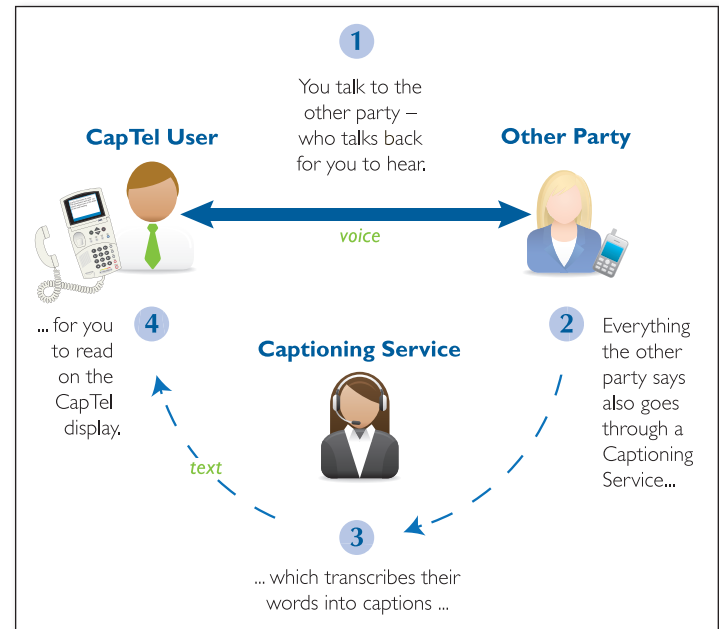 1
You talk to the
other party –
who talks back
for you to hear.
CapTel User
Other Party
voice
2
Everything
the other
party says
also goes
through a
Captioning
Service...
Captioning Service
3
... which transcribes their
words into captions ...
text
4
... for you
to read
on the
CapTel
display.